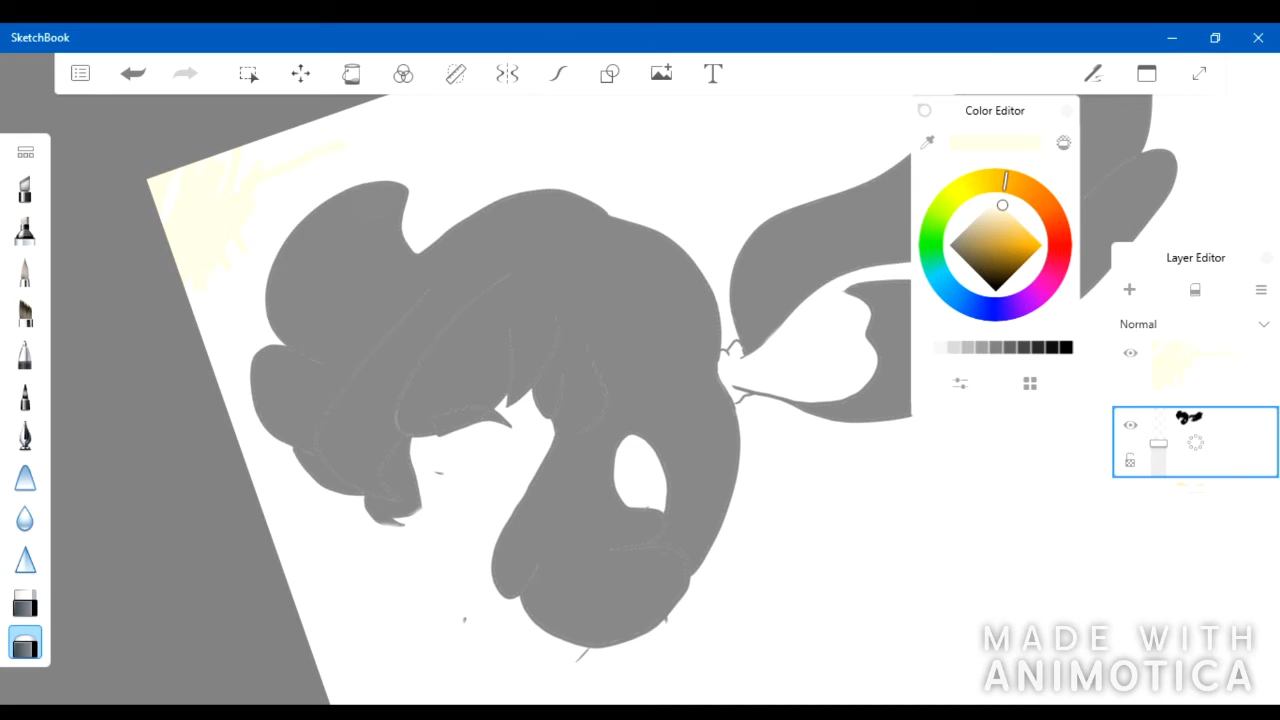 SketchBook
T
Color Editor
Layer Editor
Normal
MADE WITH
ANIMOTICA